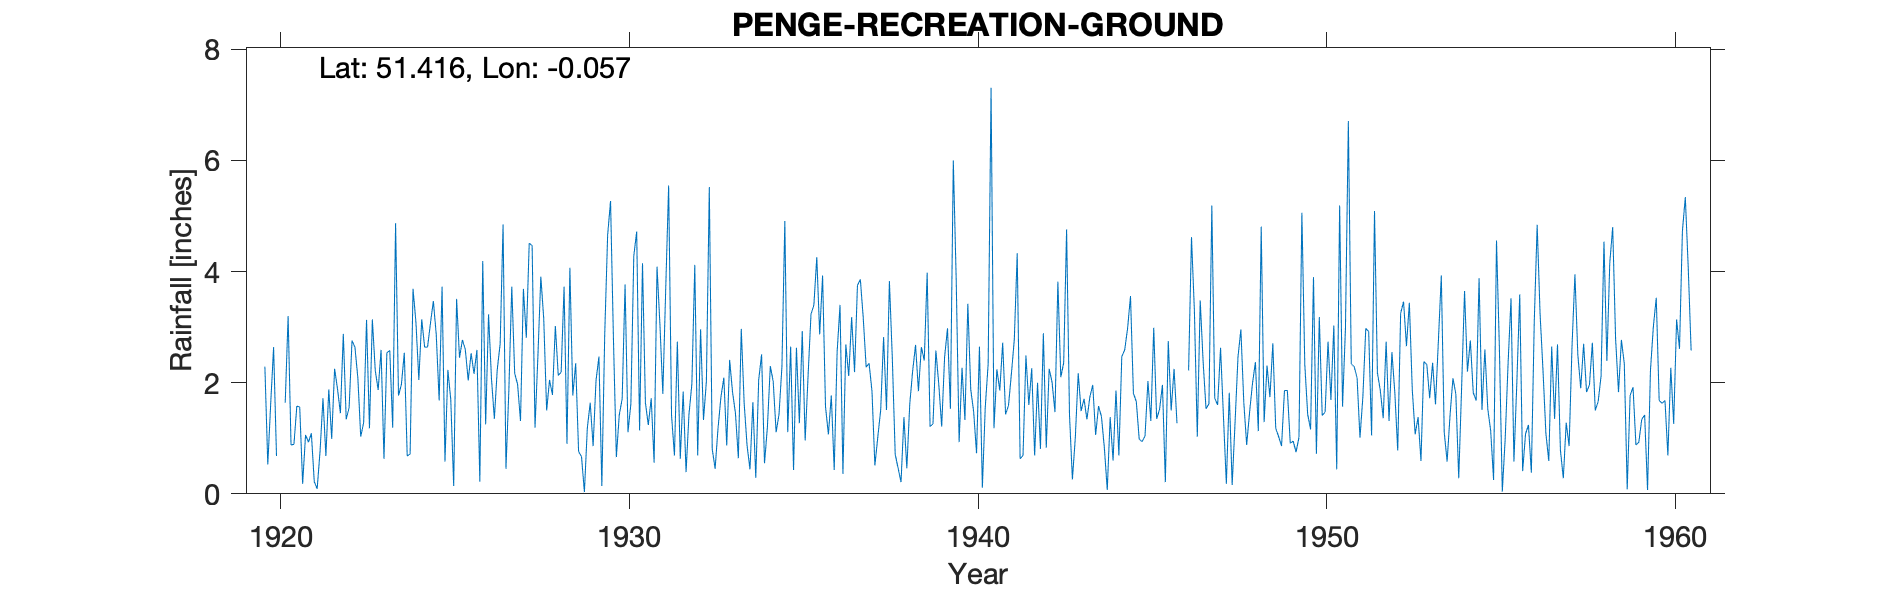 PENGE-RECREATION-GROUND
Lat: 51.416, Lon: -0.057
Rainfall [inches]
8
6
4
2
0
1920 1930 1940 1950 1960
Year